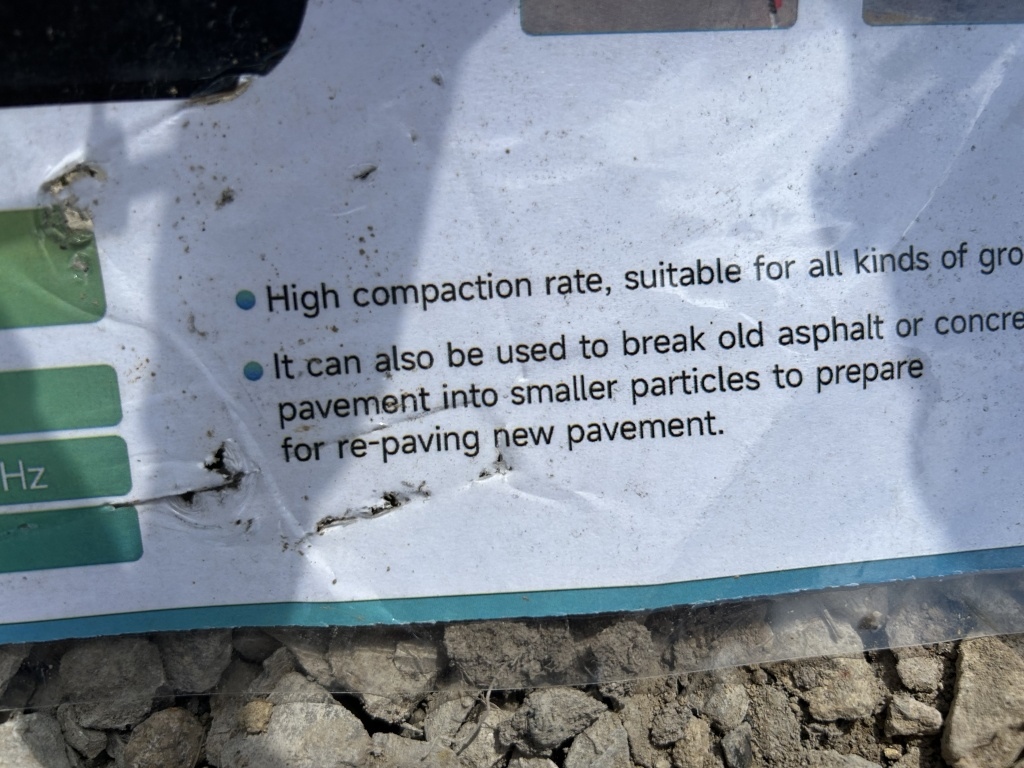 High compaction rate, suitable for all kinds of
It can also be used to break old asphalt or
pavement into smaller particles to prepare
for re-paving new pavement.
Hz